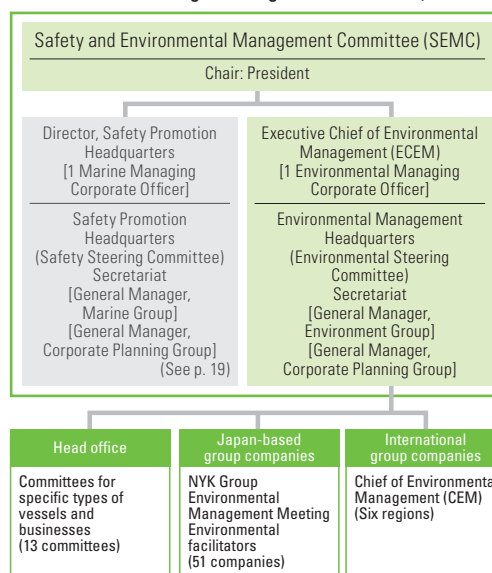 Safety and Environmental Management Committee (SEMC)
Chair: President
Director, Safety Promotion
Headquarters
[1 Marine Managing
Corporate Officer]
Safety Promotion
Headquarters
(Safety Steering Committee)
Secretariat
[General Manager,
Marine Group]
[General Manager,
Corporate Planning Group]
(See p. 19)
Executive Chief of Environmental
Management (ECEM)
[1 Environmental Managing
Corporate Officer]
Environmental Management
Headquarters
(Environmental Steering
Committee)
Secretariat
[General Manager,
Environment Group]
[General Manager,
Corporate Planning Group]
Head office
Committees for
specific types of
vessels and
businesses
(13 committees)
Japan-based
group companies
NYK Group
Environmental
Management Meeting
Environmental
facilitators
(51 companies)
International
group companies
Chief of Environmenta
Management (CEM)
(Six regions)